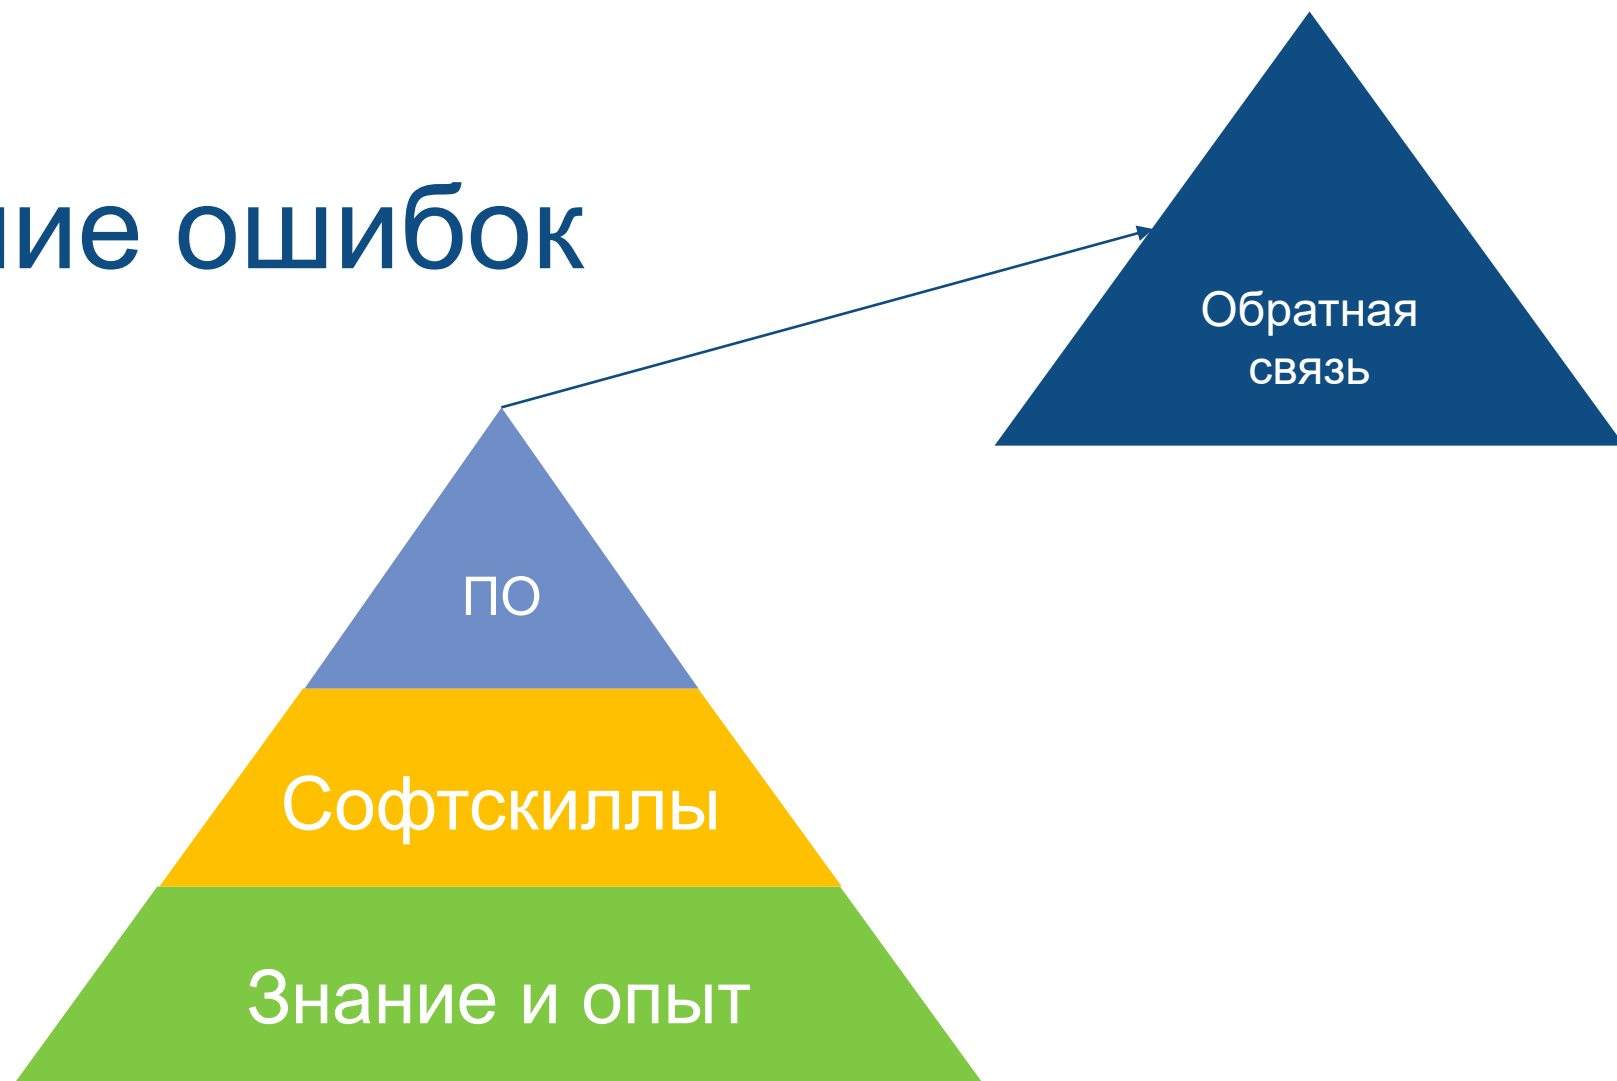 ние ошибок
Обратная
связь
ПО
Софтскиллы
Знание и опыт